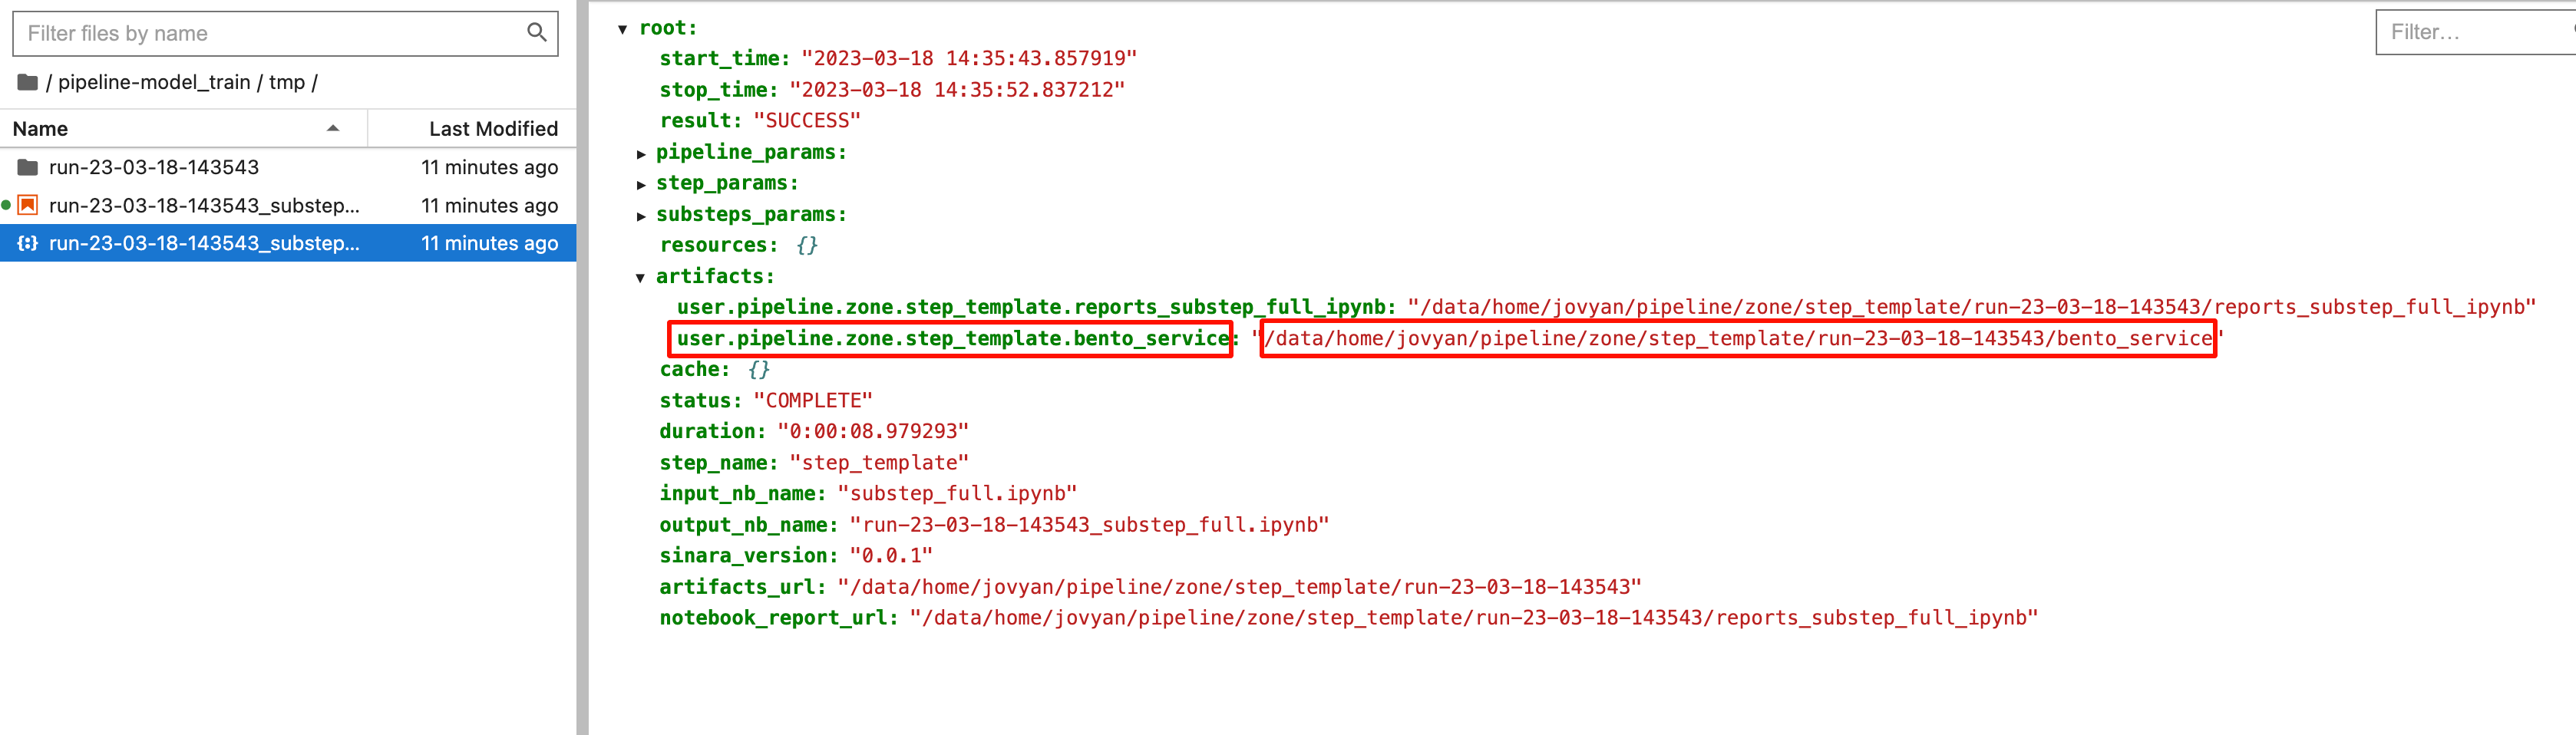 Filter files by name
/ pipeline-model_train / tmp /
Name Last Modified
run-23-03-18-143543 11 minutes ago
run-23-03-18-143543_substep... 11 minutes ago
{:} run-23-03-18-143543_substep... 11 minutes ago
Filter...
▼ root:
start_time: "2023-03-18 14:35:43.857919"
stop_time: "2023-03-18 14:35:52.837212"
result: "SUCCESS"
▶ pipeline_params:
▶ step_params:
▶ substeps_params:
resources: {}
▼ artifacts:
user.pipeline.zone.step_template.reports_substep_full_ipynb: "/data/home/jovyan/pipeline/zone/step_template/run-23-03-18-143543/reports_substep_full_ipynb"
user.pipeline.zone.step_template.bento_service: "/data/home/jovyan/pipeline/zone/step_template/run-23-03-18-143543/bento_service"
cache: {}
status: "COMPLETE"
duration: "0:00:08.979293"
step_name: "step_template"
input_nb_name: "substep_full.ipynb"
output_nb_name: "run-23-03-18-143543_substep_full.ipynb"
sinara_version: "0.0.1"
artifacts_url: "/data/home/jovyan/pipeline/zone/step_template/run-23-03-18-143543"
notebook_report_url: "/data/home/jovyan/pipeline/zone/step_template/run-23-03-18-143543/reports_substep_full_ipynb"